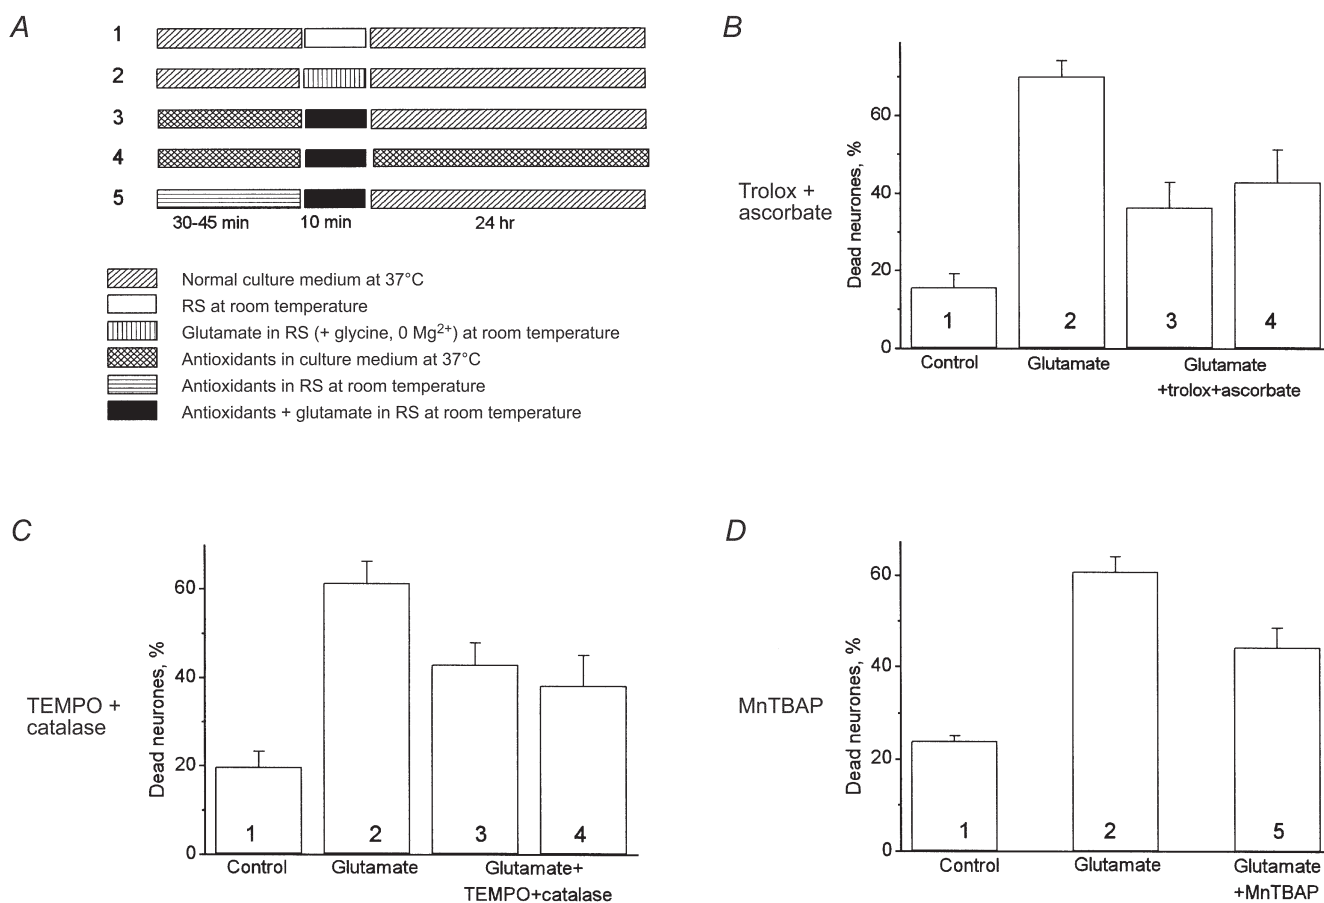 A
1
2
3
4
5
30-45 min 10 min 24 hr
Normal culture medium at 37°C
RS at room temperature
Glutamate in RS (+ glycine, 0 Mg2+) at room temperature
Antioxidants in culture medium at 37°C
Antioxidants in RS at room temperature
Antioxidants + glutamate in RS at room temperature
B
Trolox +
ascorbate
Dead neurones, %
60
40
20
0
1 2 3 4
Control Glutamate Glutamate
+trolox+ascorbate
C
TEMPO +
catalase
Dead neurones, %
60
40
20
0
1 2 3 4
Control Glutamate Glutamate+
TEMPO+catalase
D
MnTBAP
Dead neurones, %
60
40
20
0
1 2 5
Control Glutamate Glutamate
+MnTBAP